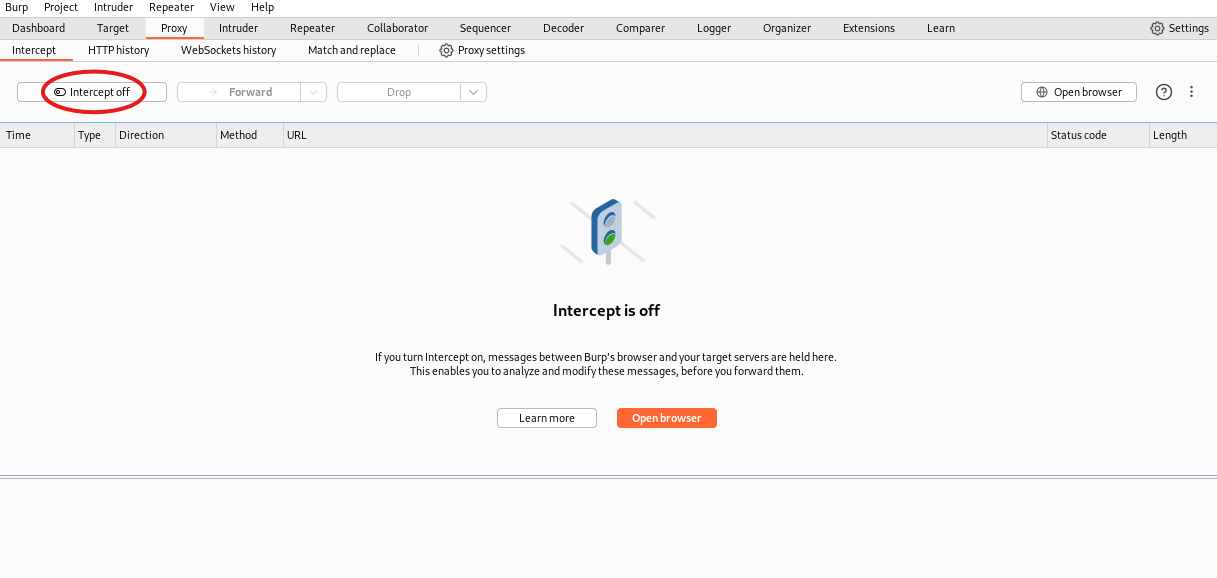 Burp Project Intruder Repeater View Help
Dashboard Target Proxy Intruder Repeater Collaborator Sequencer Decoder Comparer Logger Organizer Extensions Learn Settings
Intercept HTTP history WebSockets history Match and replace Proxy settings
Intercept off Forward Drop Open browser
Time Type Direction Method URL Status code Length
Intercept is off
If you turn Intercept on, messages between Burp's browser and your target servers are held here.
This enables you to analyze and modify these messages, before you forward them.
Learn more Open browser